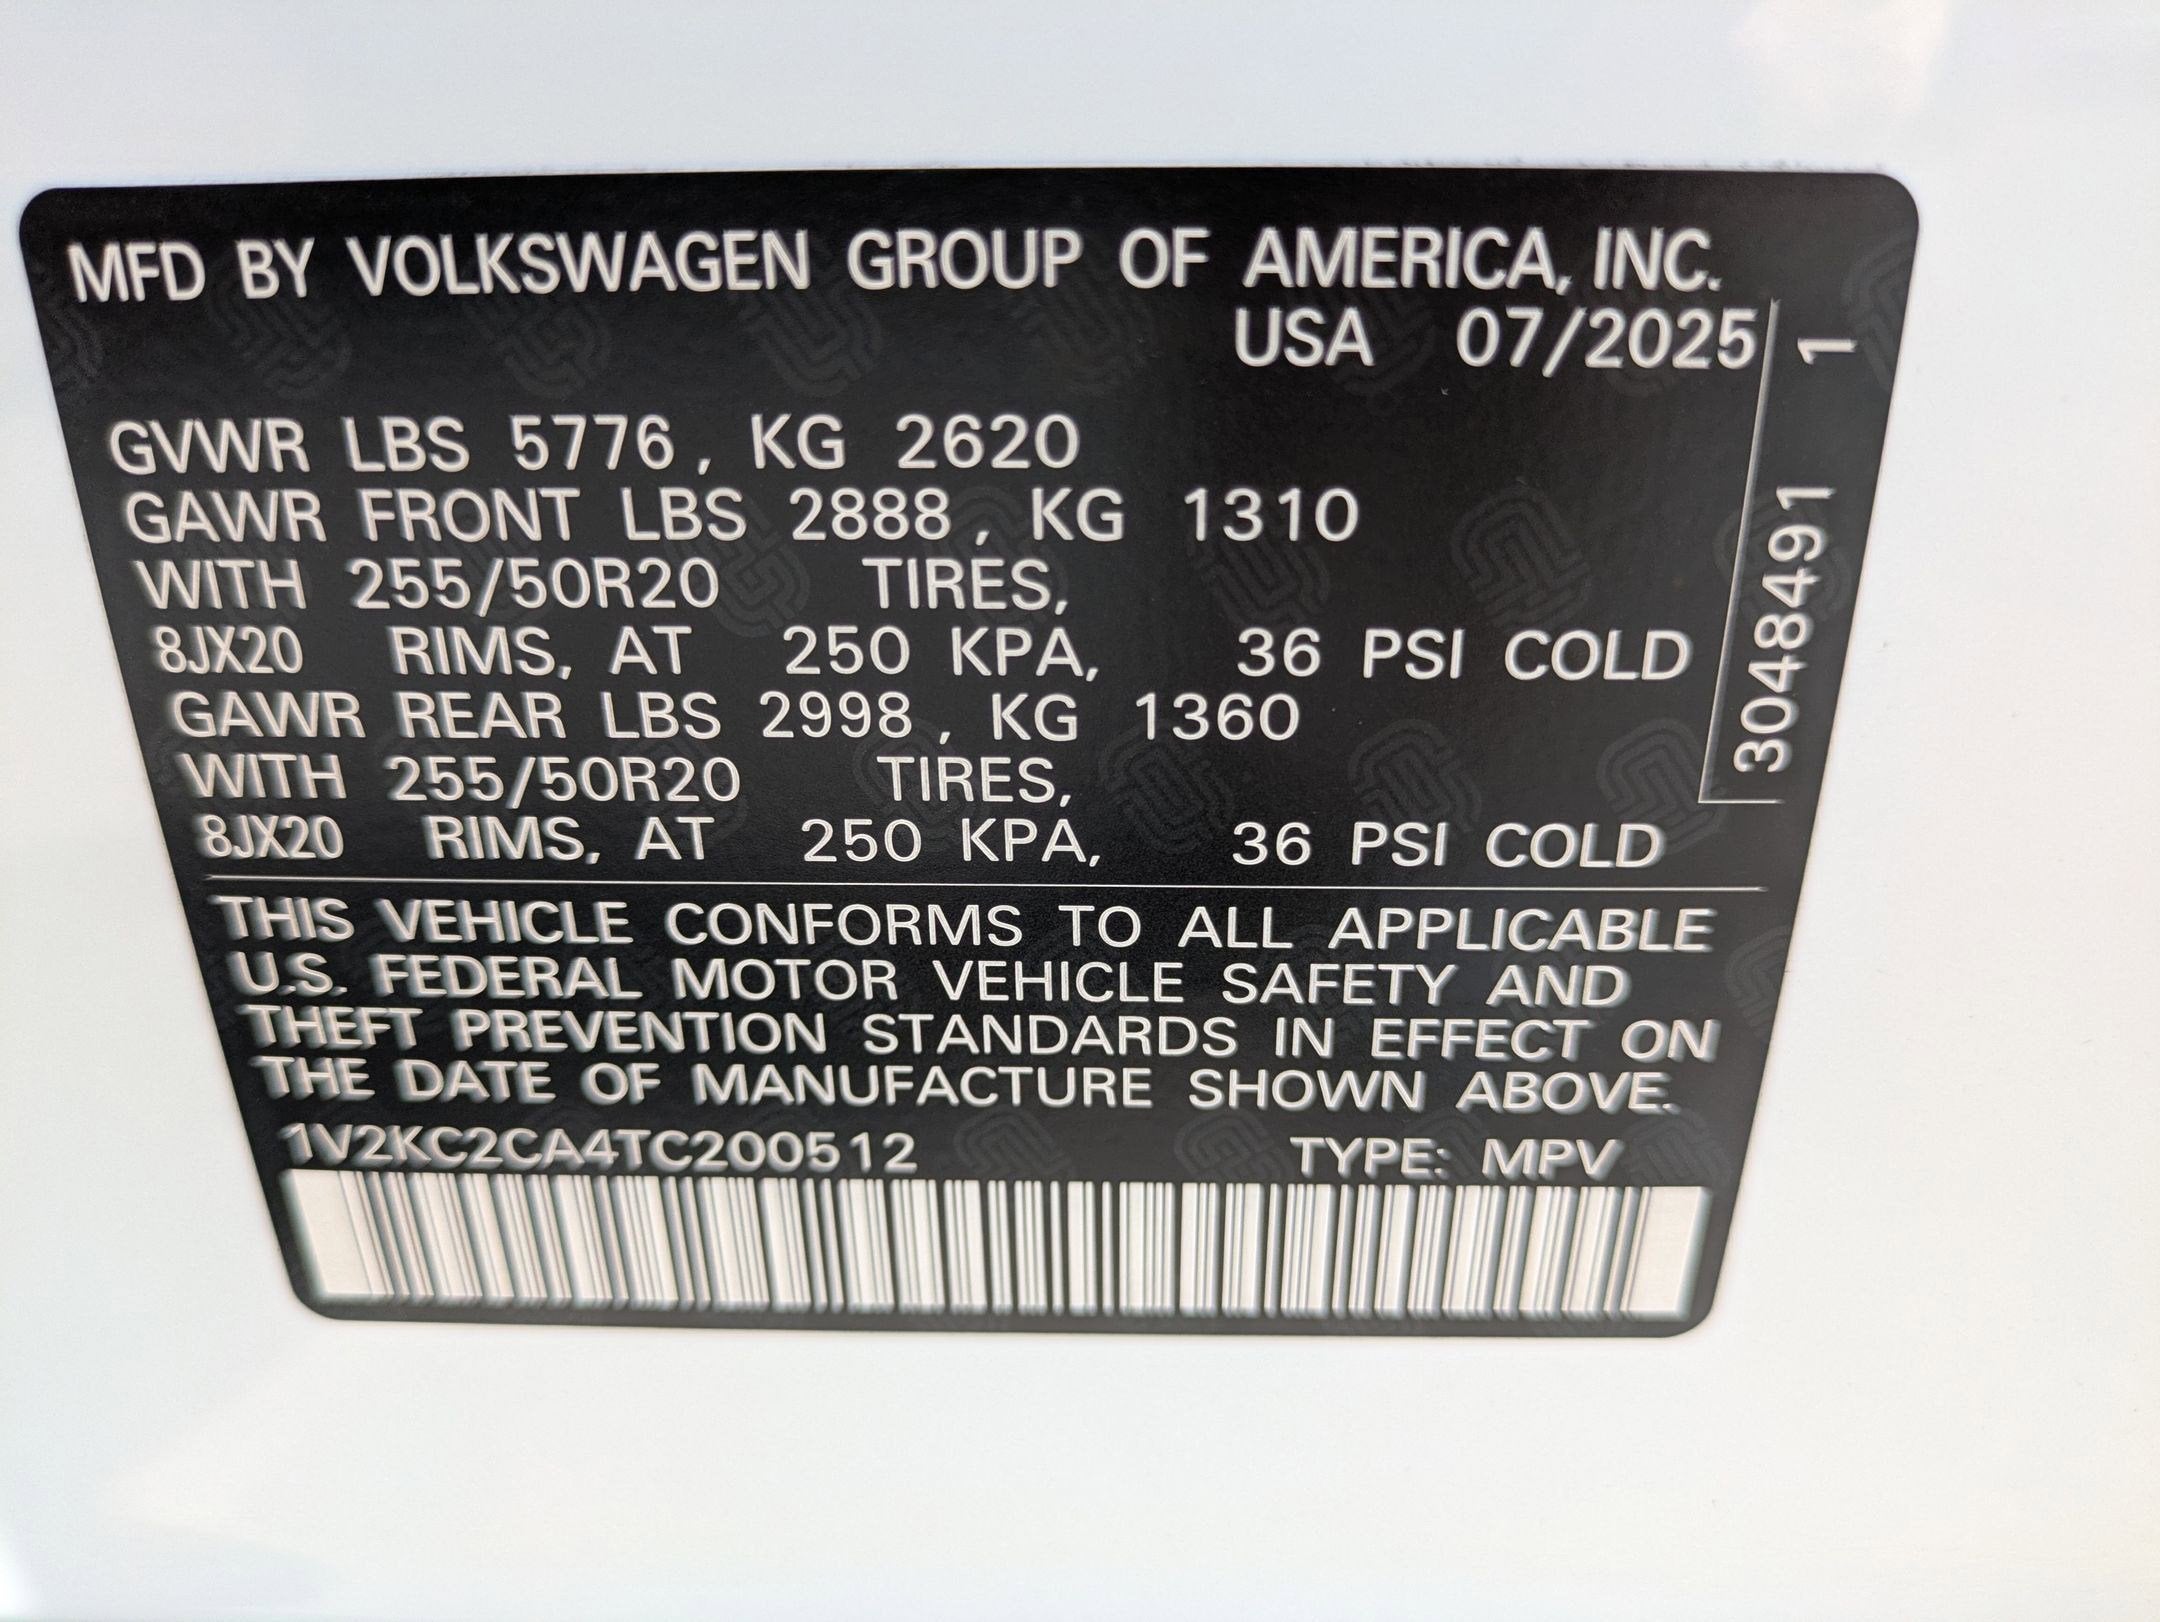 MFD BY VOLKSWAGEN GROUP OF AMERICA, INC.
USA 07/2025
GVWR LBS 5776, KG 2620
GAWR FRONT LBS 2888, KG 1310
WITH 255/50R20 TIRES,
8JX20 RIMS, AT 250 KPA, 36 PSI COLD
GAWR REAR LBS 2998, KG 1360
WITH 255/50R20 TIRES,
8JX20 RIMS, AT 250 KPA, 36 PSI COLD
THIS VEHICLE CONFORMS TO ALL APPLICABLE
U.S. FEDERAL MOTOR VEHICLE SAFETY AND
THEFT PREVENTION STANDARDS IN EFFECT ON
THE DATE OF MANUFACTURE SHOWN ABOVE.
1V2KC2CA4TC200512 TYPE: MPV
3048491 1